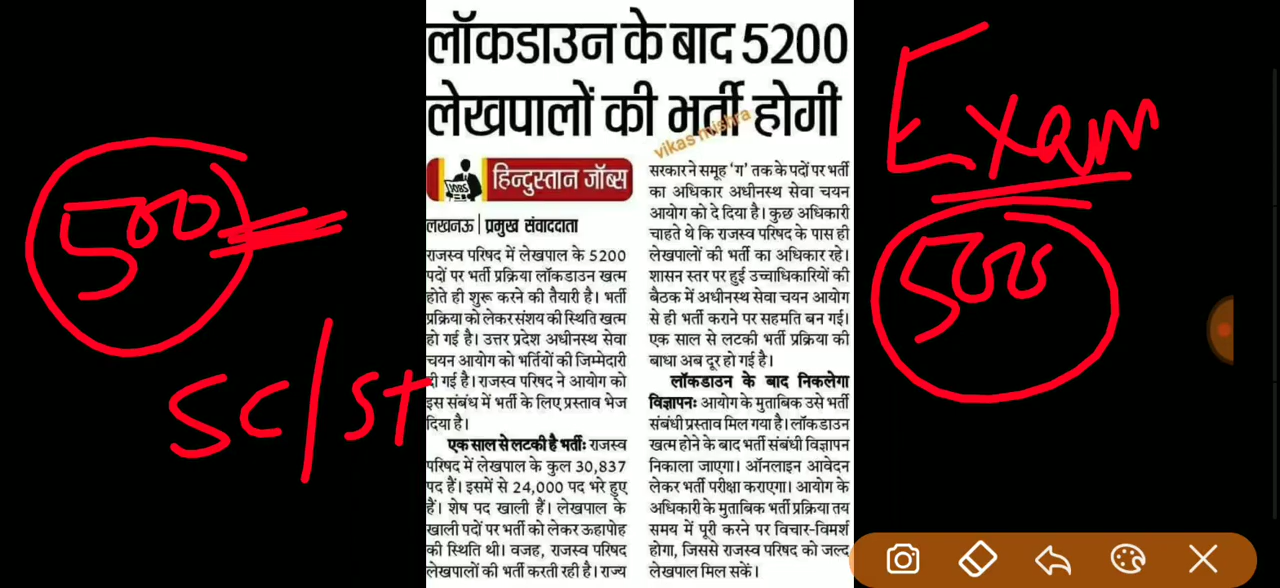 लॉकडाउन के बाद 5200
लेखपालों की भर्ती होगी
vikas mishra
JOBS
हिन्दुस्तान जॉब्स
लखनऊ | प्रमुख संवाददाता
राजस्व परिषद में लेखपाल के 5200
पदों पर भर्ती प्रक्रिया लॉकडाउन खत्म
होते ही शुरू करने की तैयारी है। भर्ती
प्रक्रिया को लेकर संशय की स्थिति खत्म
हो गई है। उत्तर प्रदेश अधीनस्थ सेवा
चयन आयोग को भर्तियों की जिम्मेदारी
दी गई है। राजस्व परिषद ने आयोग को
इस संबंध में भर्ती के लिए प्रस्ताव भेज
दिया है।
एक साल से लटकी है भर्ती: राजस्व
परिषद में लेखपाल के कुल 30,837
पद हैं। इसमें से 24,000 पद भरे हुए
हैं। शेष पद खाली हैं। लेखपाल के
खाली पदों पर भर्ती को लेकर ऊहापोह
की स्थिति थी। वजह, राजस्व परिषद
लेखपालों की भर्ती करती रही है। राज्य
सरकार ने समूह ‘ग’ तक के पदों पर भर्ती
का अधिकार अधीनस्थ सेवा चयन
आयोग को दे दिया है। कुछ अधिकारी
चाहते थे कि राजस्व परिषद के पास ही
लेखपालों की भर्ती का अधिकार रहे।
शासन स्तर पर हुई उच्चाधिकारियों की
बैठक में अधीनस्थ सेवा चयन आयोग
से ही भर्ती कराने पर सहमति बन गई।
एक साल से लटकी भर्ती प्रक्रिया की
बाधा अब दूर हो गई है।
लॉकडाउन के बाद निकलेगा
विज्ञापन: आयोग के मुताबिक उसे भर्ती
संबंधी प्रस्ताव मिल गया है। लॉकडाउन
खत्म होने के बाद भर्ती संबंधी विज्ञापन
निकाला जाएगा। ऑनलाइन आवेदन
लेकर भर्ती परीक्षा कराएगा। आयोग के
अधिकारी के मुताबिक भर्ती प्रक्रिया तय
समय में पूरी करने पर विचार-विमर्श
होगा, जिससे राजस्व परिषद को जल्द
लेखपाल मिल सकें।
500
SC/St
Exam
500